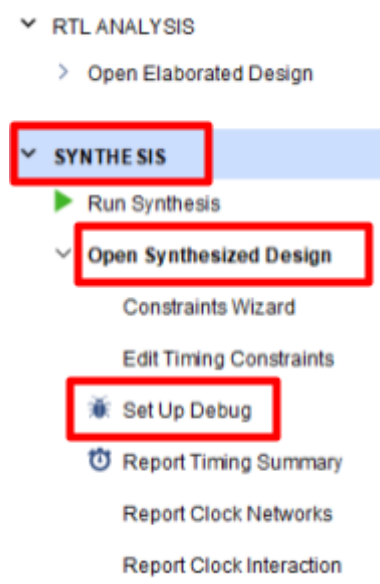 RTL ANALYSIS
Open Elaborated Design
SYNTHESIS
Run Synthesis
Open Synthesized Design
Constraints Wizard
Edit Timing Constraints
Set Up Debug
Report Timing Summary
Report Clock Networks
Report Clock Interaction